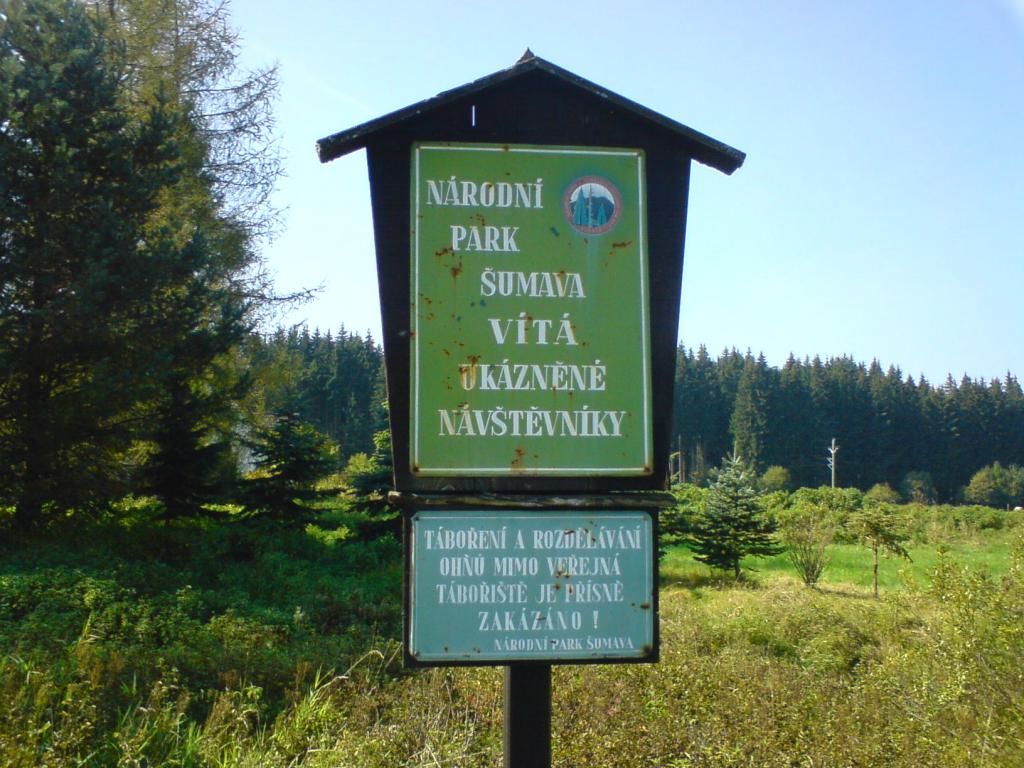 NÁRODNÍ
PARK
ŠUMAVA
VÍTÁ
UKÁZNĚNÉ
NÁVŠTĚVNÍKY
TÁBOŘENÍ A ROZDĚLÁVÁNÍ
OHŇŮ MIMO VEŘEJNÁ
TÁBOŘIŠTĚ JE PŘÍSNĚ
ZAKÁZÁNO !
NÁRODNÍ PARK ŠUMAVA